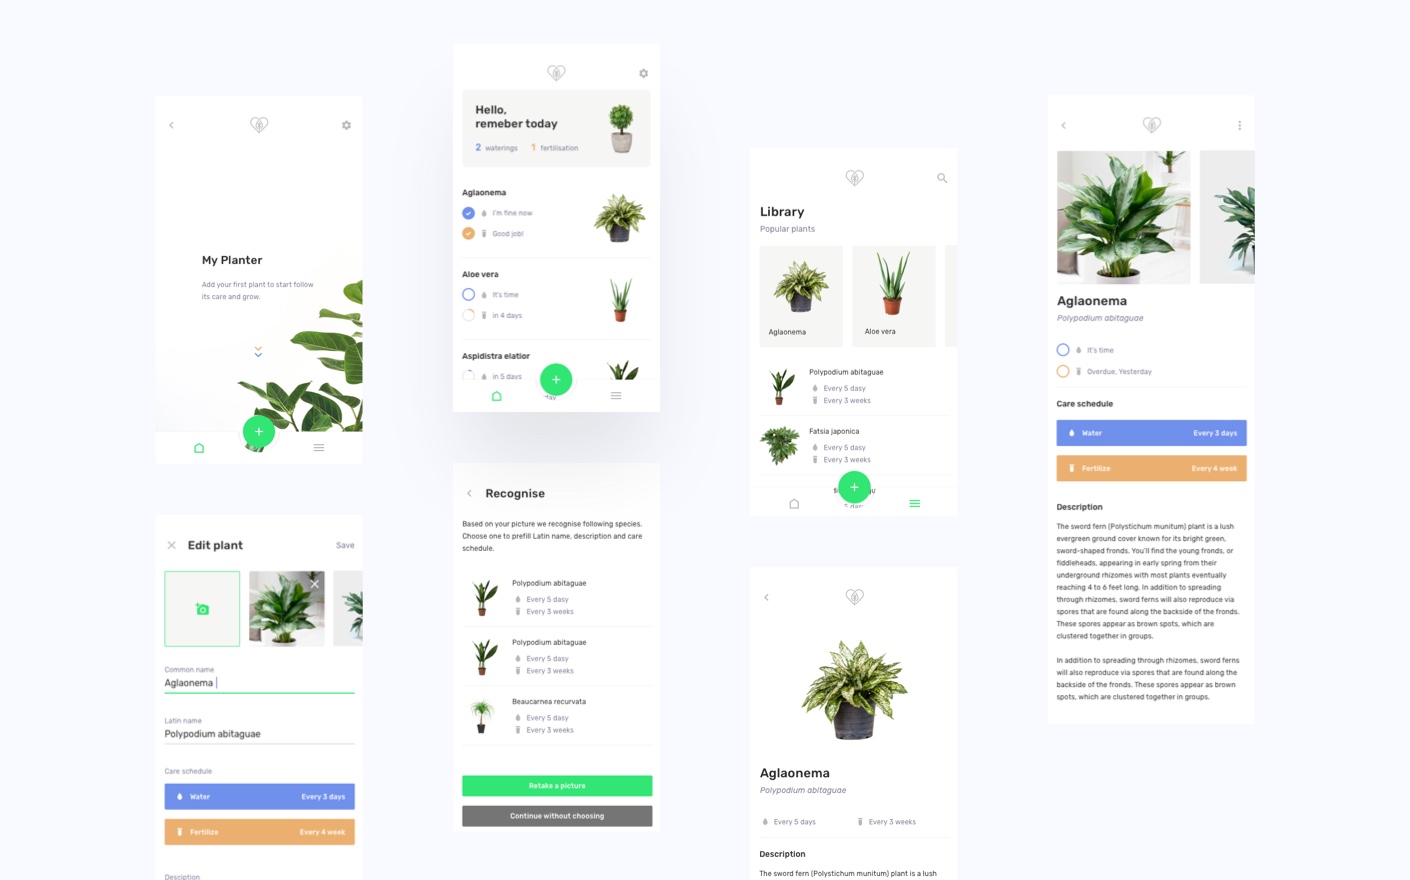 My Planter
Add your first plant to start follow
its care and grow.
Edit plant
Save
Common name
Aglaonema
Latin name
Polypodium abitaguae
Care schedule
Water
Every 3 days
Fertilize
Every 4 week
Desciption
Hello,
remeber today
2 waterings
1 fertilisation
Aglaonema
I'm fine now
Good job!
Aloe vera
It's time
in 4 days
Aspidistra elatior
in 5 days
Recognise
Based on your picture we recognise following species.
Choose one to prefill Latin name, description and care
schedule.
Polypodium abitaguae
Every 5 dasy
Every 3 weeks
Polypodium abitaguae
Every 5 dasy
Every 3 weeks
Beaucarnea recurvata
Every 5 dasy
Every 3 weeks
Retake a picture
Continue without choosing
Library
Popular plants
Aglaonema
Aloe vera
Polypodium abitaguae
Every 5 dasy
Every 3 weeks
Fatsia japonica
Every 5 dasy
Every 3 weeks
Aglaonema
Polypodium abitaguae
Every 5 days
Every 3 weeks
Description
The sword fern (Polystichum munitum) plant is a lush
Aglaonema
Polypodium abitaguae
It's time
Overdue, Yesterday
Care schedule
Water
Every 3 days
Fertilize
Every 4 week
Description
The sword fern (Polystichum munitum) plant is a lush
evergreen ground cover known for its bright green,
sword-shaped fronds. You'll find the young fronds, or
fiddleheads, appearing in early spring from their
underground rhizomes with most plants eventually
reaching 4 to 6 feet long. In addition to spreading
through rhizomes, sword ferns will also reproduce via
spores that are found along the backside of the fronds.
These spores appear as brown spots, which are
clustered together in groups.
In addition to spreading through rhizomes, sword ferns
will also reproduce via spores that are found along the
backside of the fronds. These spores appear as brown
spots, which are clustered together in groups.